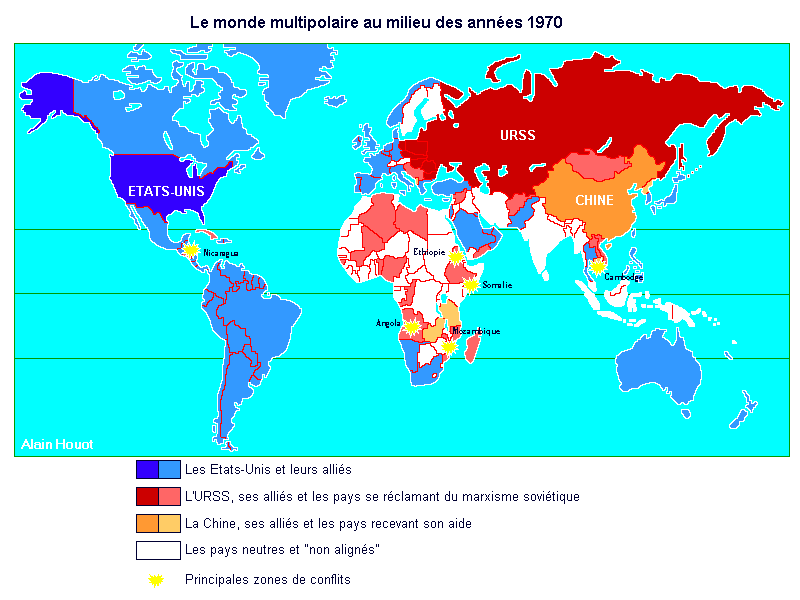 Le monde multipolaire au milieu des années 1970
URSS
ETATS-UNIS
CHINE
Nicaragua
Ethiopie
Somalie
Cambodge
Angola
Mozambique
Alain Houot
Les Etats-Unis et leurs alliés
L'URSS, ses alliés et les pays se réclamant du marxisme soviétique
La Chine, ses alliés et les pays recevant son aide
Les pays neutres et "non alignés"
Principales zones de conflits